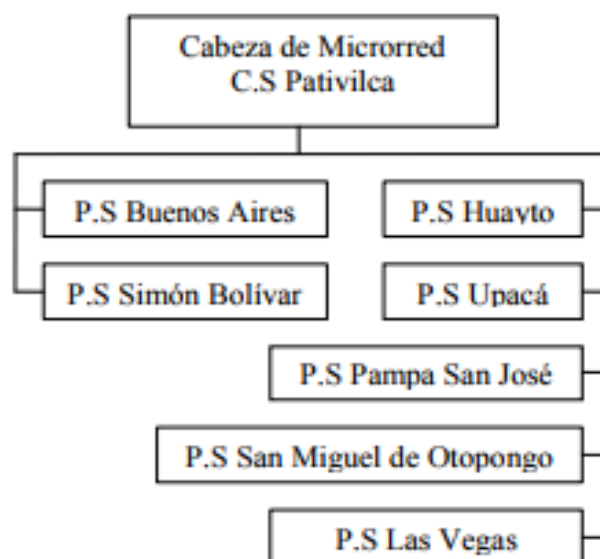 Cabeza de Microrred
C.S Pativilca
P.S Buenos Aires
P.S Huayto
P.S Simón Bolívar
P.S Upacá
P.S Pampa San José
P.S San Miguel de Otopongo
P.S Las Vegas